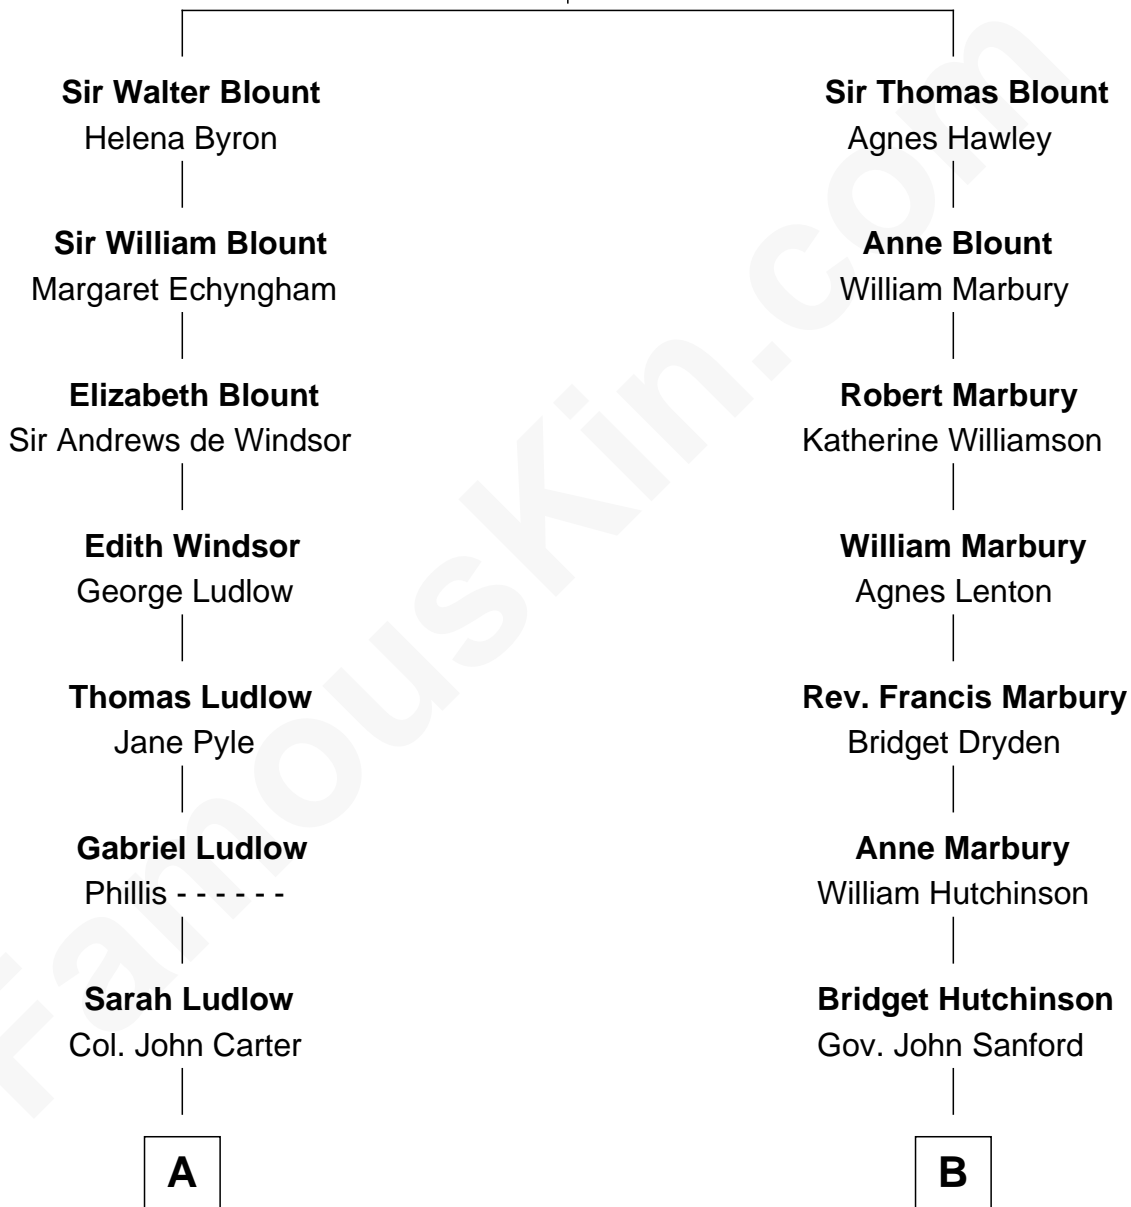 Sir Walter Blount
Helena Byron
Sir William Blount
Margaret Echyngham
Elizabeth Blount
Sir Andrews de Windsor
Edith Windsor
George Ludlow
Thomas Ludlow
Jane Pyle
Gabriel Ludlow
Phillis - - - - - -
Sarah Ludlow
Col. John Carter
A
Sir Thomas Blount
Agnes Hawley
Anne Blount
William Marbury
Robert Marbury
Katherine Williamson
William Marbury
Agnes Lenton
Rev. Francis Marbury
Bridget Dryden
Anne Marbury
William Hutchinson
Bridget Hutchinson
Gov. John Sanford
B
FamousKin.com